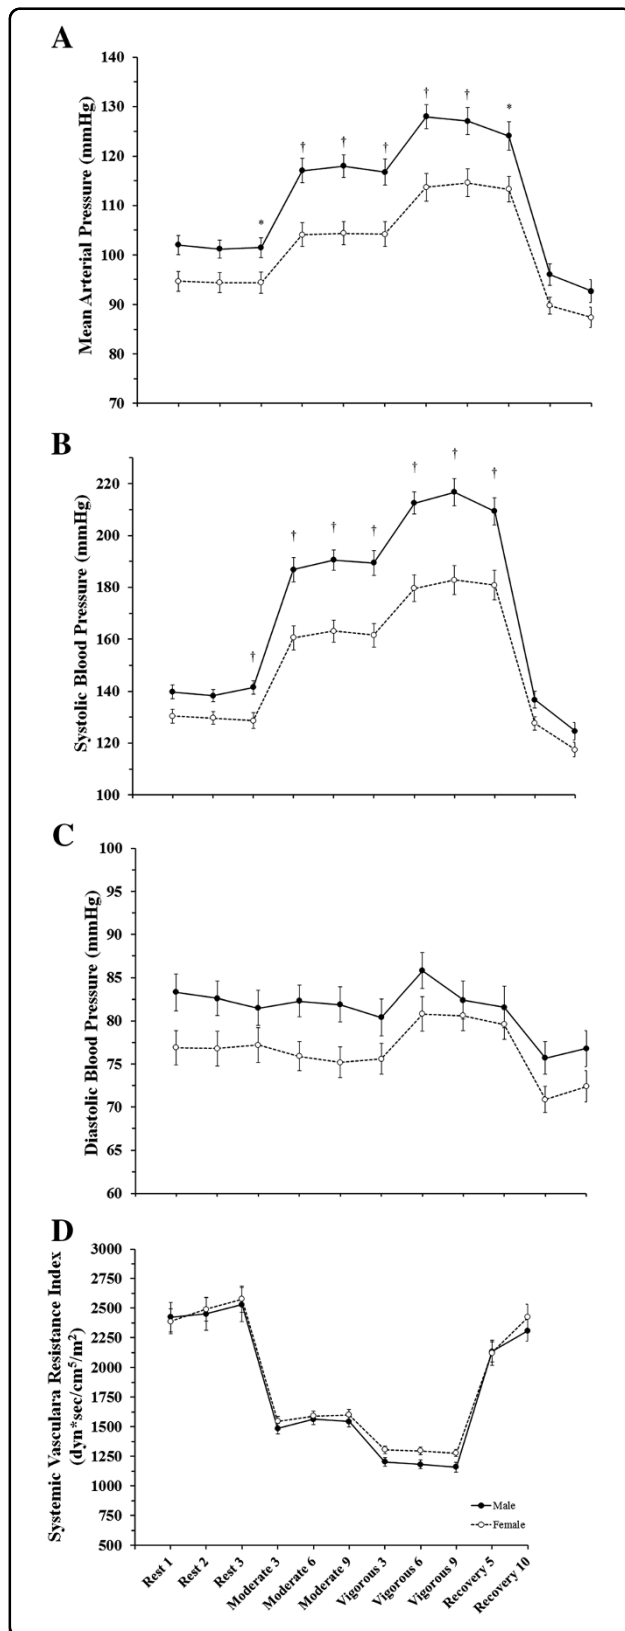 A
Mean Arterial Pressure (mmHg)
140
130
120
110
100
90
80
70
*
†
†
†
†
†
*
B
Systolic Blood Pressure (mmHg)
220
200
180
160
140
120
100
†
†
†
†
†
†
†
C
Diastolic Blood Pressure (mmHg)
100
95
90
85
80
75
70
65
60
D
Systemic Vasculara Resistance Index
(dyn*sec/cm⁵/m²)
3000
2750
2500
2250
2000
1750
1500
1250
1000
750
500
Male
Female
Rest 1
Rest 2
Rest 3
Moderate 3
Moderate 6
Moderate 9
Vigorous 3
Vigorous 6
Vigorous 9
Recovery 5
Recovery 10